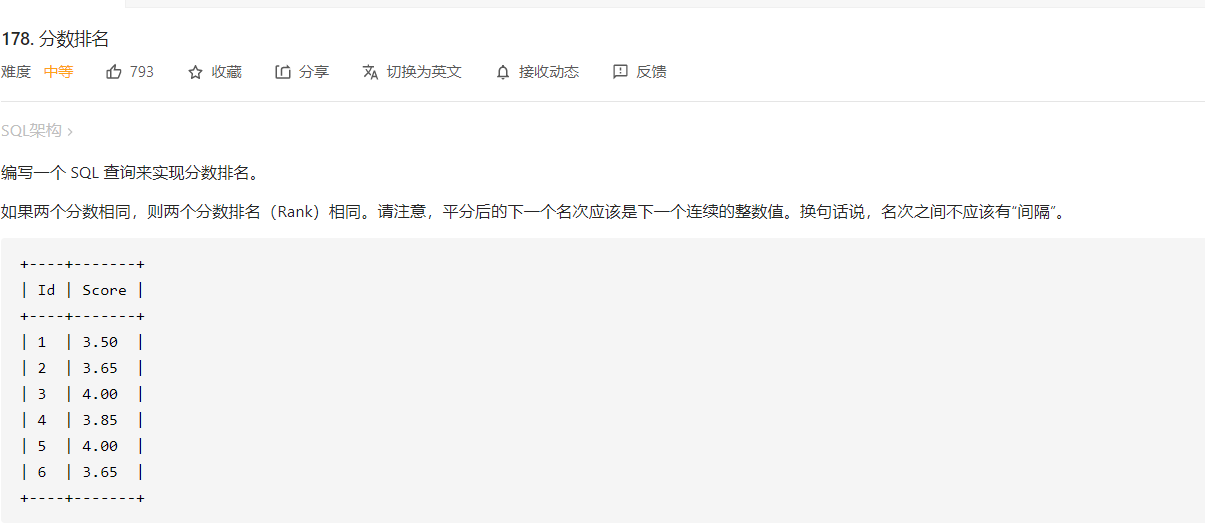 178. 分数排名
难度 中等 793 收藏 分享 切换为英文 接收动态 反馈
SQL架构 ›
编写一个 SQL 查询来实现分数排名。
如果两个分数相同，则两个分数排名（Rank）相同。请注意，平分后的下一个名次应该是下一个连续的整数值。换句话说，名次之间不应该有“间隔”。
+----+-------+
| Id | Score |
+----+-------+
| 1  | 3.50  |
| 2  | 3.65  |
| 3  | 4.00  |
| 4  | 3.85  |
| 5  | 4.00  |
| 6  | 3.65  |
+----+-------+